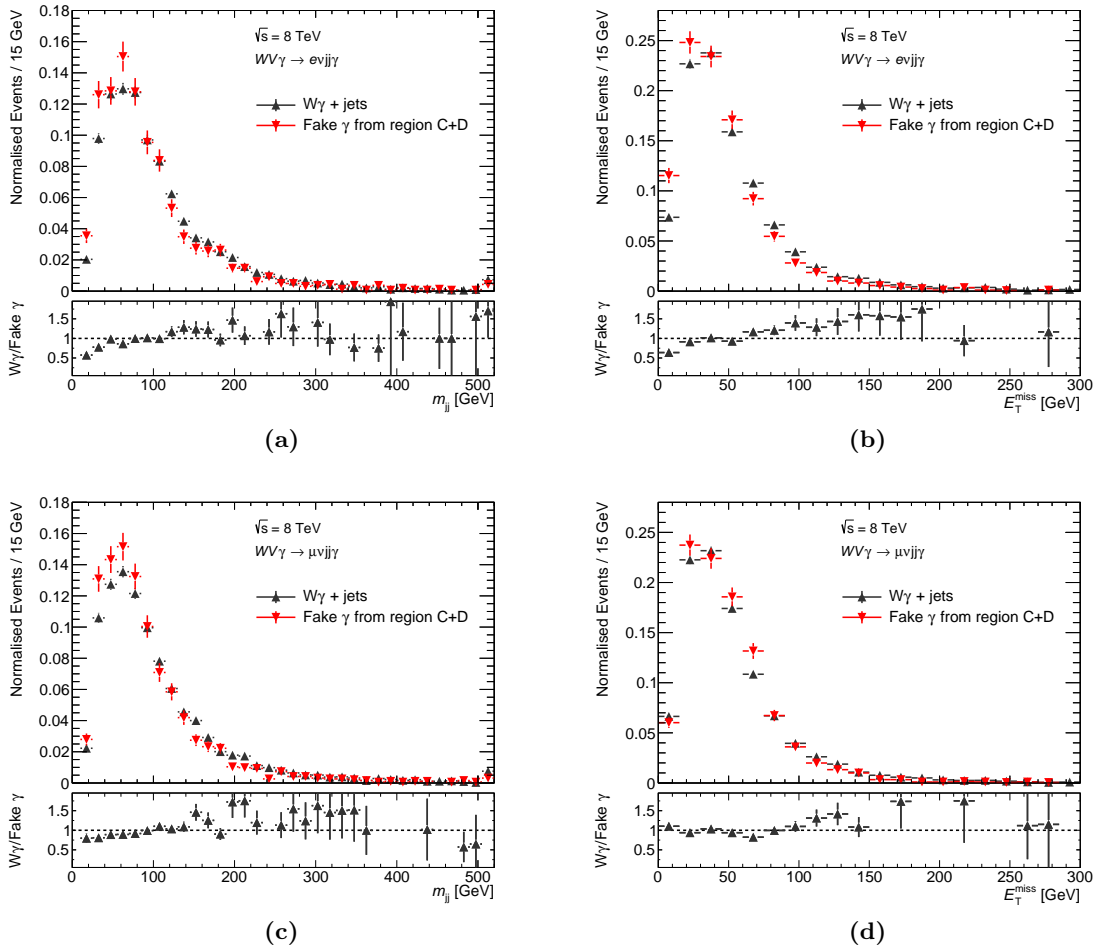 Normalised Events / 15 GeV
0.18
0.16
0.14
0.12
0.1
0.08
0.06
0.04
0.02
0
√s = 8 TeV
WVγ → eνjjγ
Wγ + jets
Fake γ from region C+D
Wγ/Fake γ
1.5
1
0.5
0 100 200 300 400 500
m_jj [GeV]
(a)
Normalised Events / 15 GeV
0.25
0.2
0.15
0.1
0.05
0
√s = 8 TeV
WVγ → eνjjγ
Wγ + jets
Fake γ from region C+D
Wγ/Fake γ
1.5
1
0.5
0 50 100 150 200 250 300
E_T^miss [GeV]
(b)
Normalised Events / 15 GeV
0.18
0.16
0.14
0.12
0.1
0.08
0.06
0.04
0.02
0
√s = 8 TeV
WVγ → μνjjγ
Wγ + jets
Fake γ from region C+D
Wγ/Fake γ
1.5
1
0.5
0 100 200 300 400 500
m_jj [GeV]
(c)
Normalised Events / 15 GeV
0.25
0.2
0.15
0.1
0.05
0
√s = 8 TeV
WVγ → μνjjγ
Wγ + jets
Fake γ from region C+D
Wγ/Fake γ
1.5
1
0.5
0 50 100 150 200 250 300
E_T^miss [GeV]
(d)